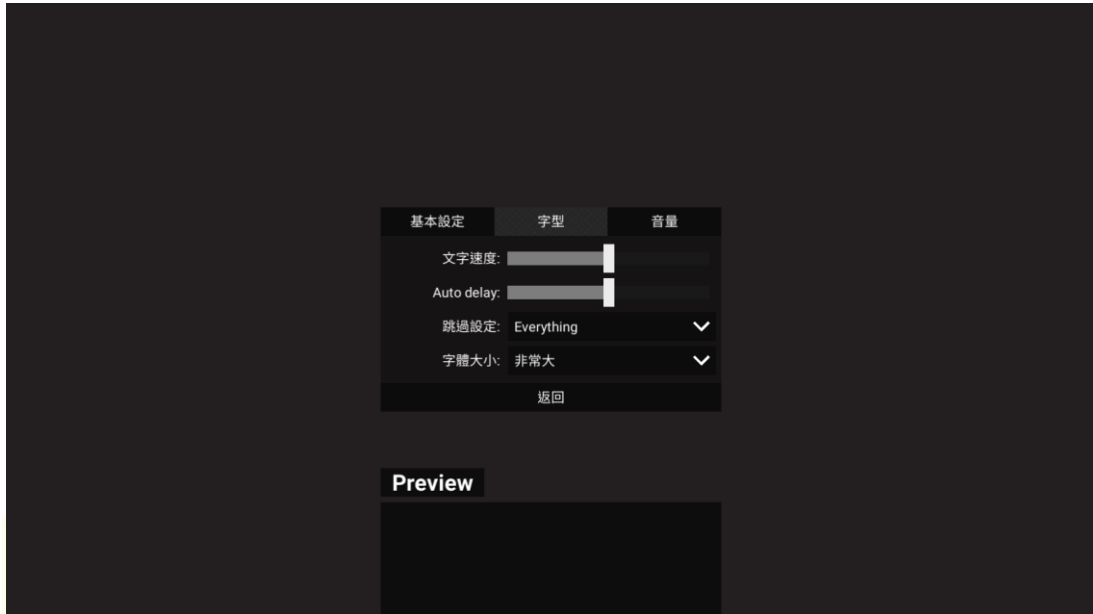 基本設定 字型 音量
文字速度:
Auto delay:
跳過設定: Everything
字體大小: 非常大
返回
Preview